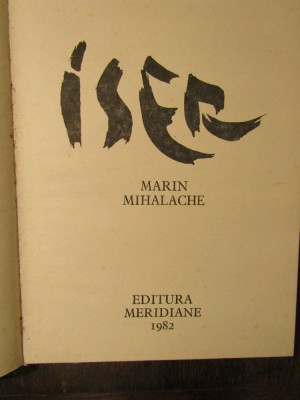 iSER
MARIN
MIHALACHE
EDITURA
MERIDIANE
1982